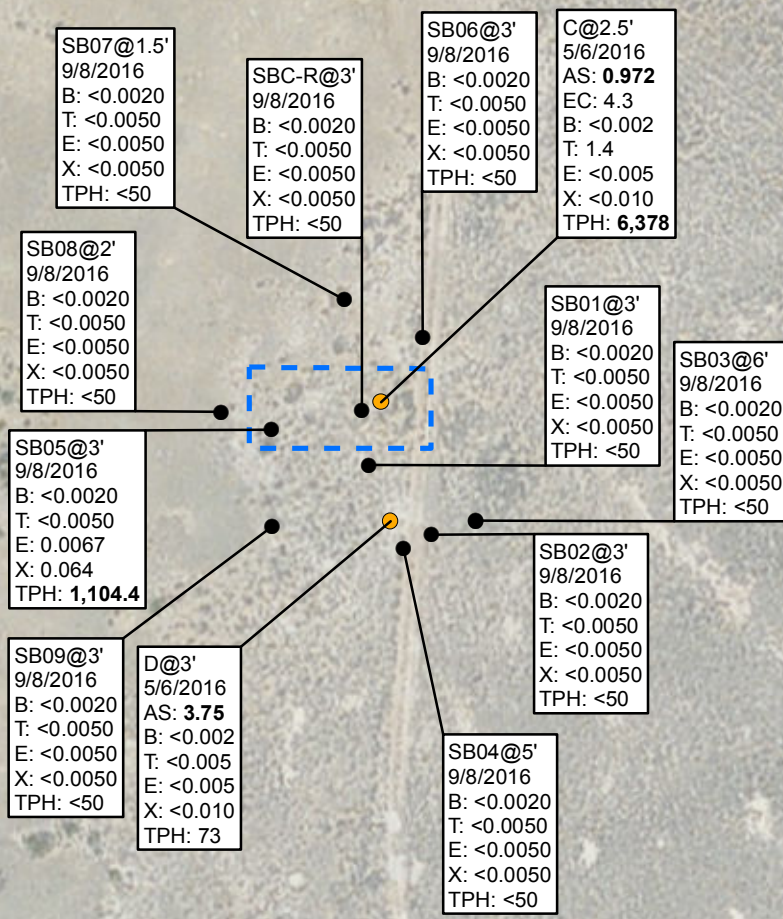 SB07@1.5'
9/8/2016
B: <0.0020
T: <0.0050
E: <0.0050
X: <0.0050
TPH: <50
SBC-R@3'
9/8/2016
B: <0.0020
T: <0.0050
E: <0.0050
X: <0.0050
TPH: <50
SB06@3'
9/8/2016
B: <0.0020
T: <0.0050
E: <0.0050
X: <0.0050
TPH: <50
C@2.5'
5/6/2016
AS: 0.972
EC: 4.3
B: <0.002
T: 1.4
E: <0.005
X: <0.010
TPH: 6,378
SB08@2'
9/8/2016
B: <0.0020
T: <0.0050
E: <0.0050
X: <0.0050
TPH: <50
SB01@3'
9/8/2016
B: <0.0020
T: <0.0050
E: <0.0050
X: <0.0050
TPH: <50
SB03@6'
9/8/2016
B: <0.0020
T: <0.0050
E: <0.0050
X: <0.0050
TPH: <50
SB05@3'
9/8/2016
B: <0.0020
T: <0.0050
E: 0.0067
X: 0.064
TPH: 1,104.4
SB02@3'
9/8/2016
B: <0.0020
T: <0.0050
E: <0.0050
X: <0.0050
TPH: <50
SB09@3'
9/8/2016
B: <0.0020
T: <0.0050
E: <0.0050
X: <0.0050
TPH: <50
D@3'
5/6/2016
AS: 3.75
B: <0.002
T: <0.005
E: <0.005
X: <0.010
TPH: 73
SB04@5'
9/8/2016
B: <0.0020
T: <0.0050
E: <0.0050
X: <0.0050
TPH: <50